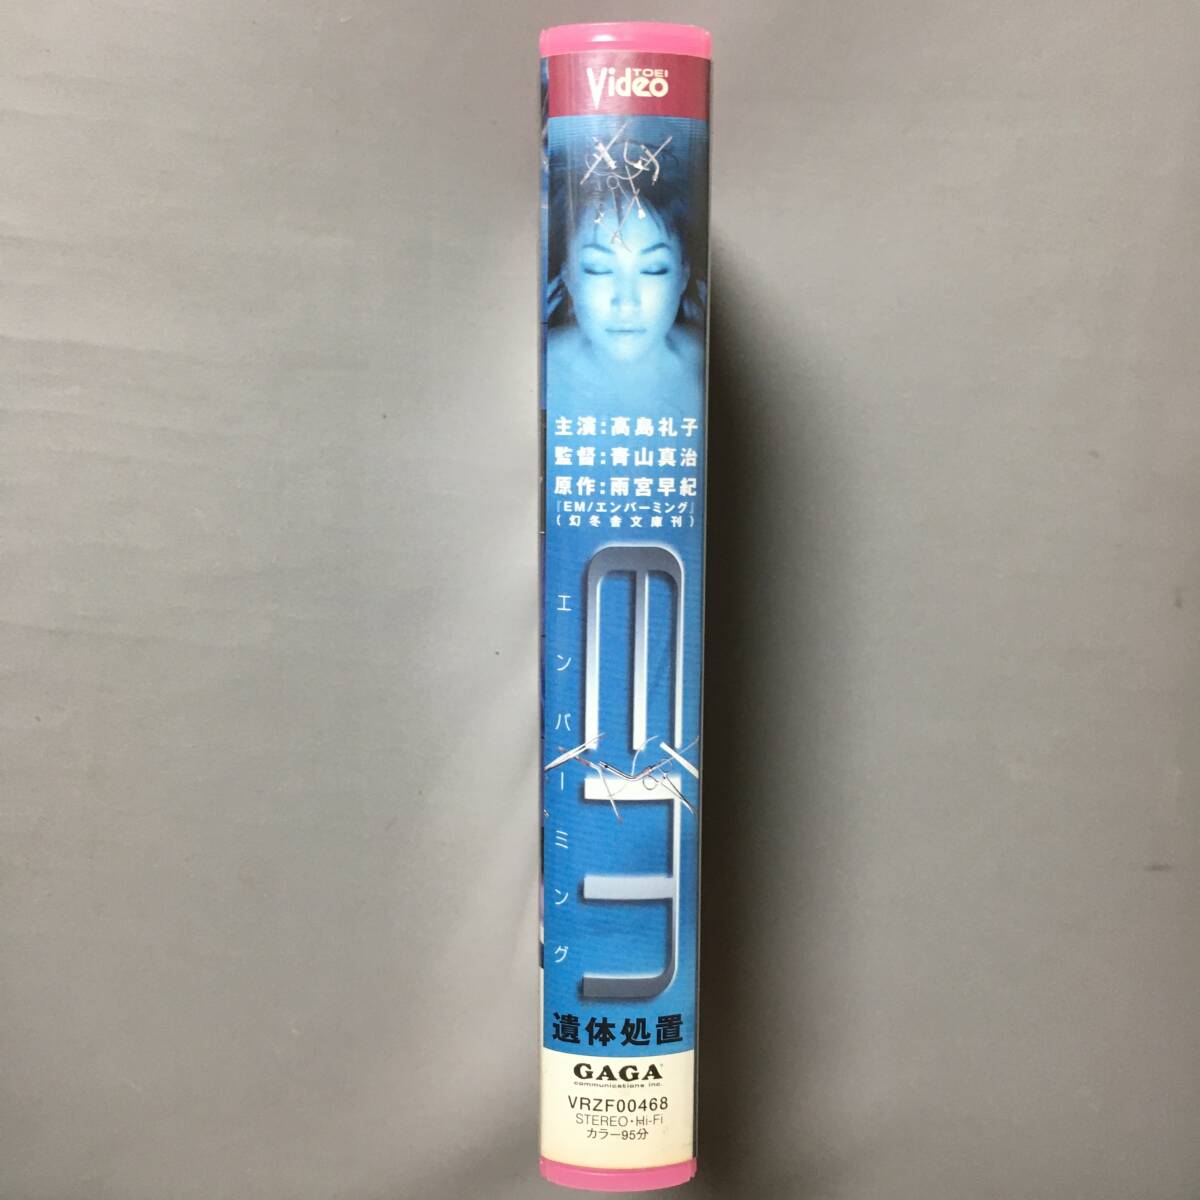 TOEI
Video
主演:高島礼子
監督:青山真治
原作:雨宮早紀
『EM/エンバーミング』
(幻冬舎文庫刊)
エンバーミング
EM
遺体処置
GAGA
communications inc.
VRZF00468
STEREO・Hi-Fi
カラー95分